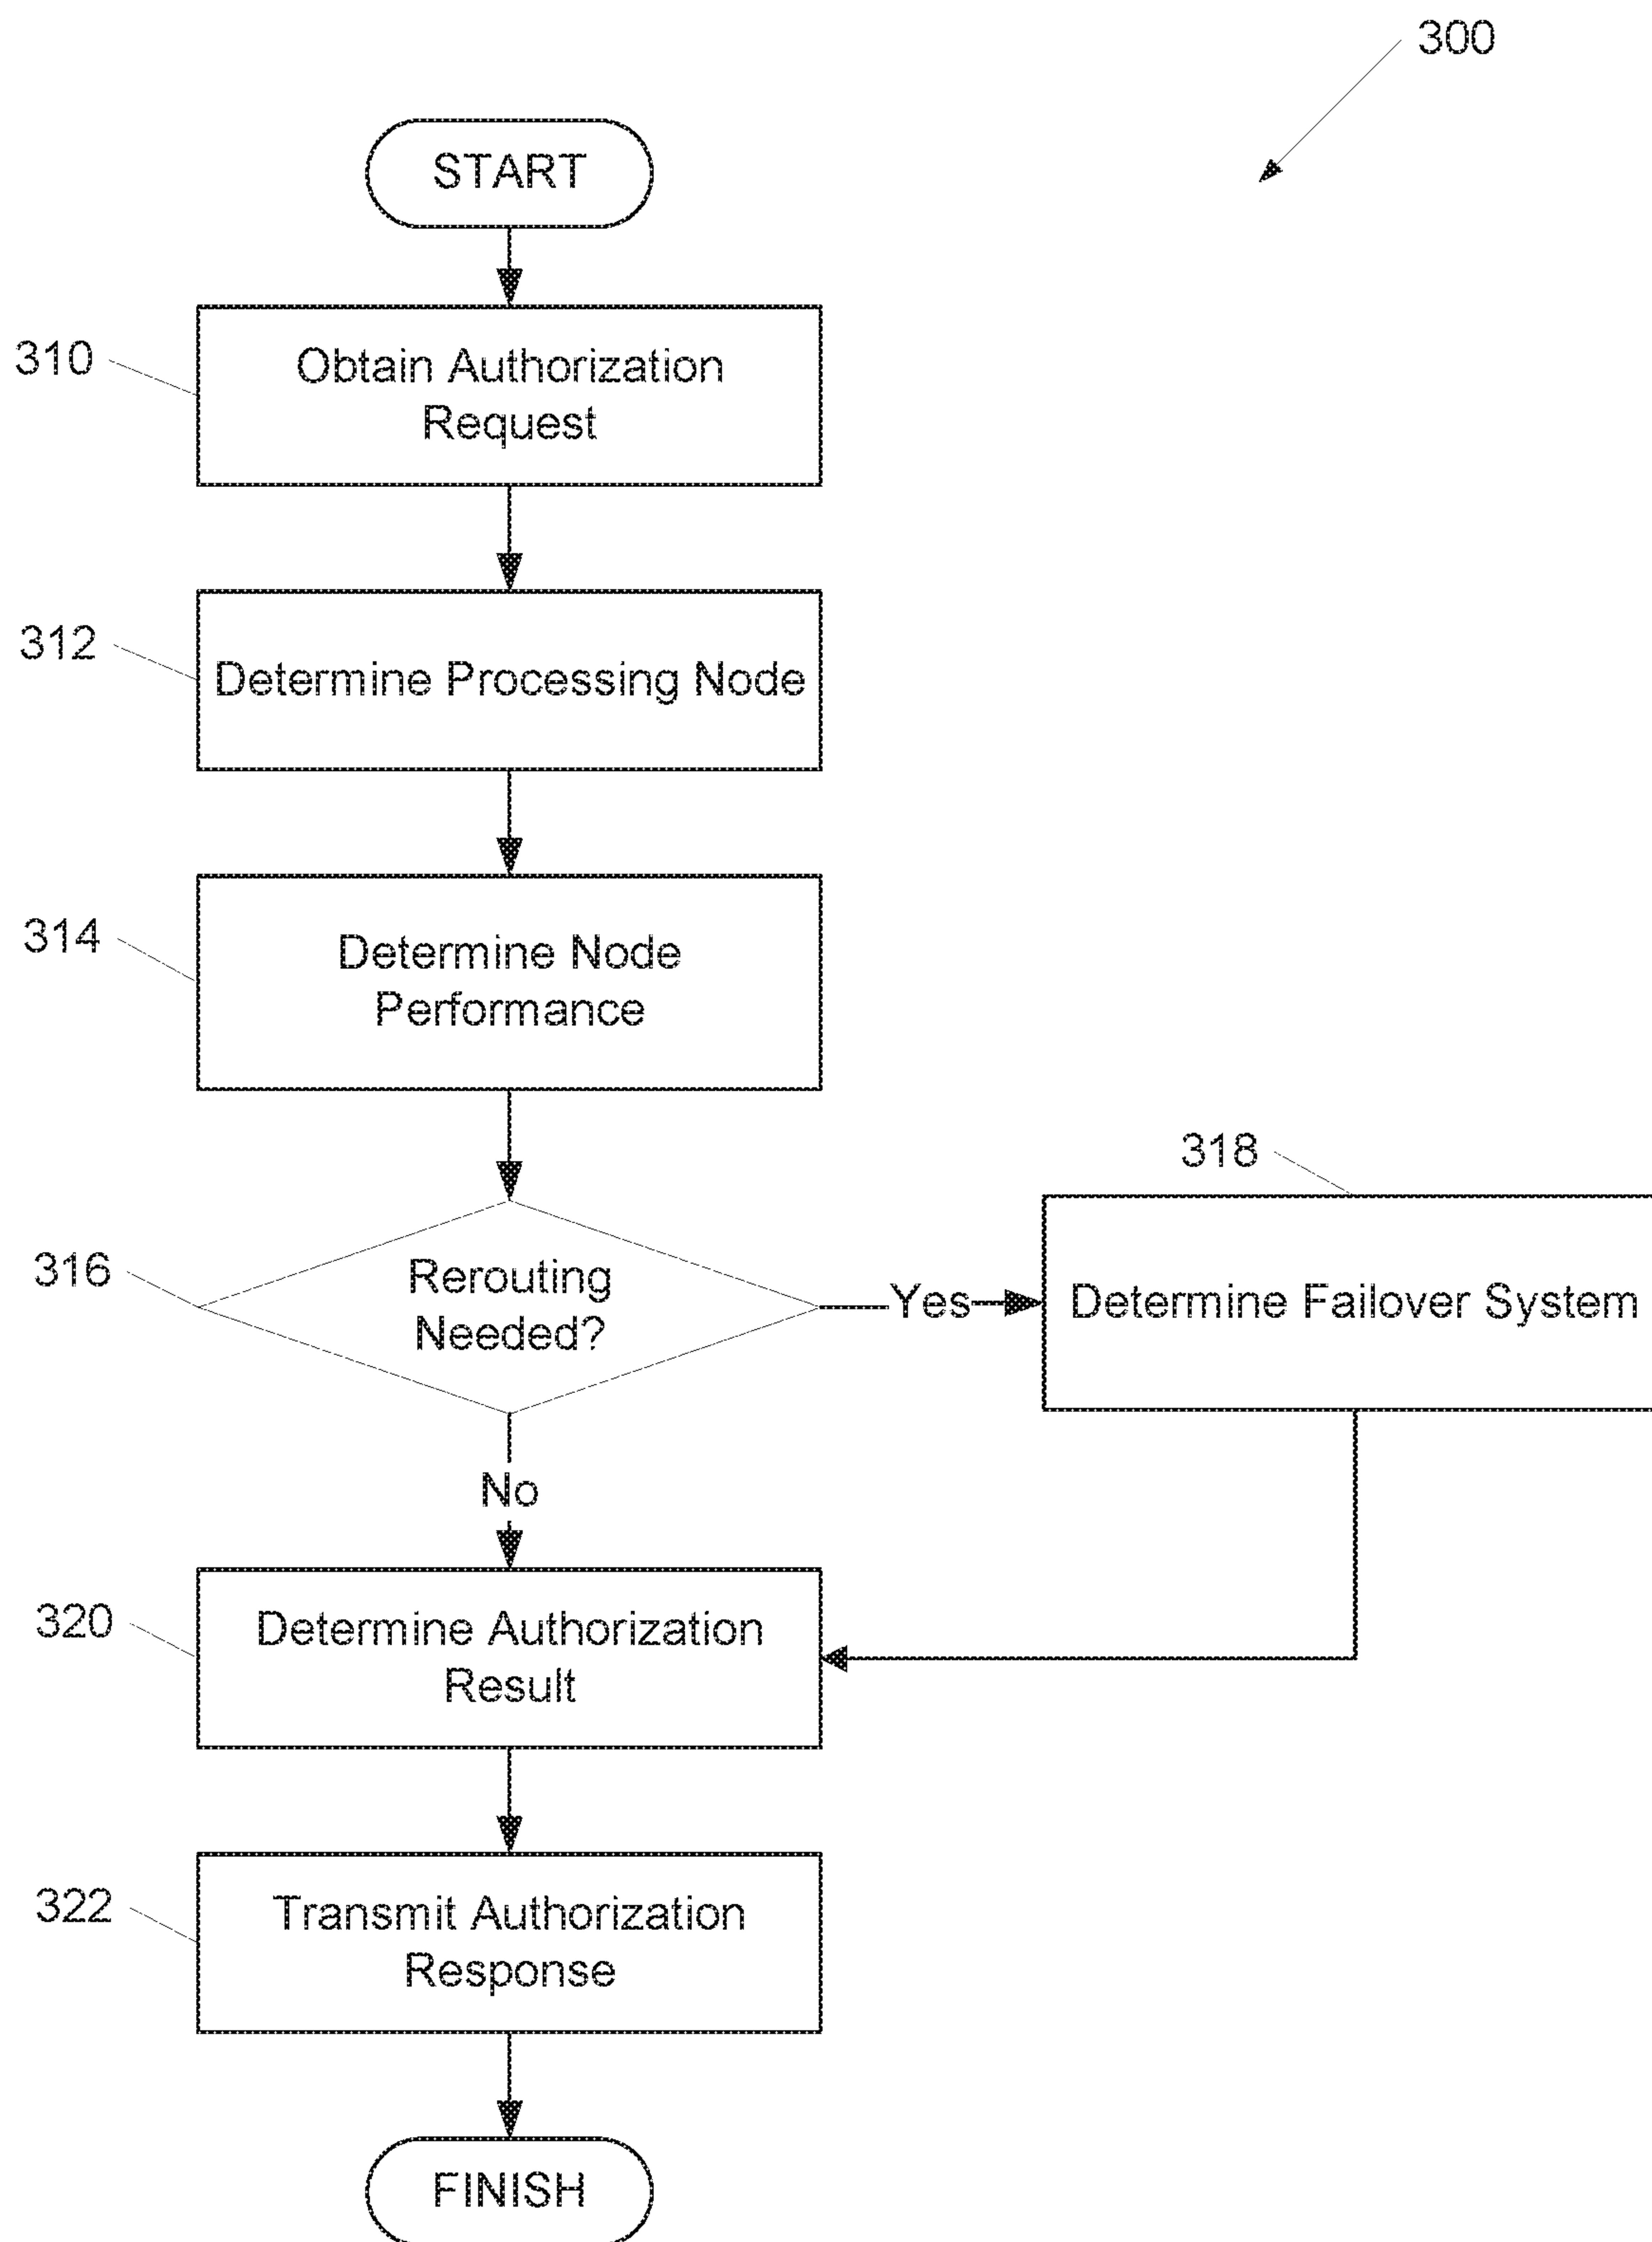 300
START
310
Obtain Authorization
Request
312
Determine Processing Node
314
Determine Node
Performance
316
Rerouting
Needed?
Yes
318
Determine Failover System
No
320
Determine Authorization
Result
322
Transmit Authorization
Response
FINISH